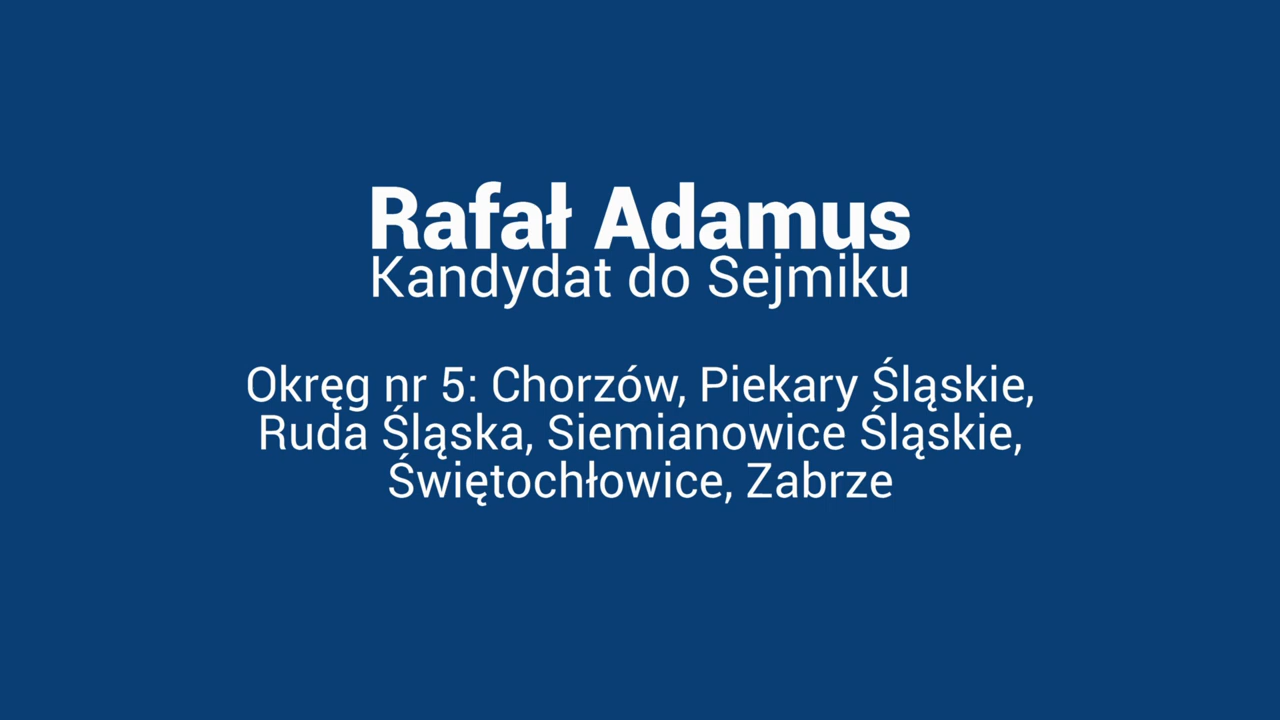 Rafał Adamus
Kandydat do Sejmiku
Okręg nr 5: Chorzów, Piekary Śląskie,
Ruda Śląska, Siemianowice Śląskie,
Świętochłowice, Zabrze